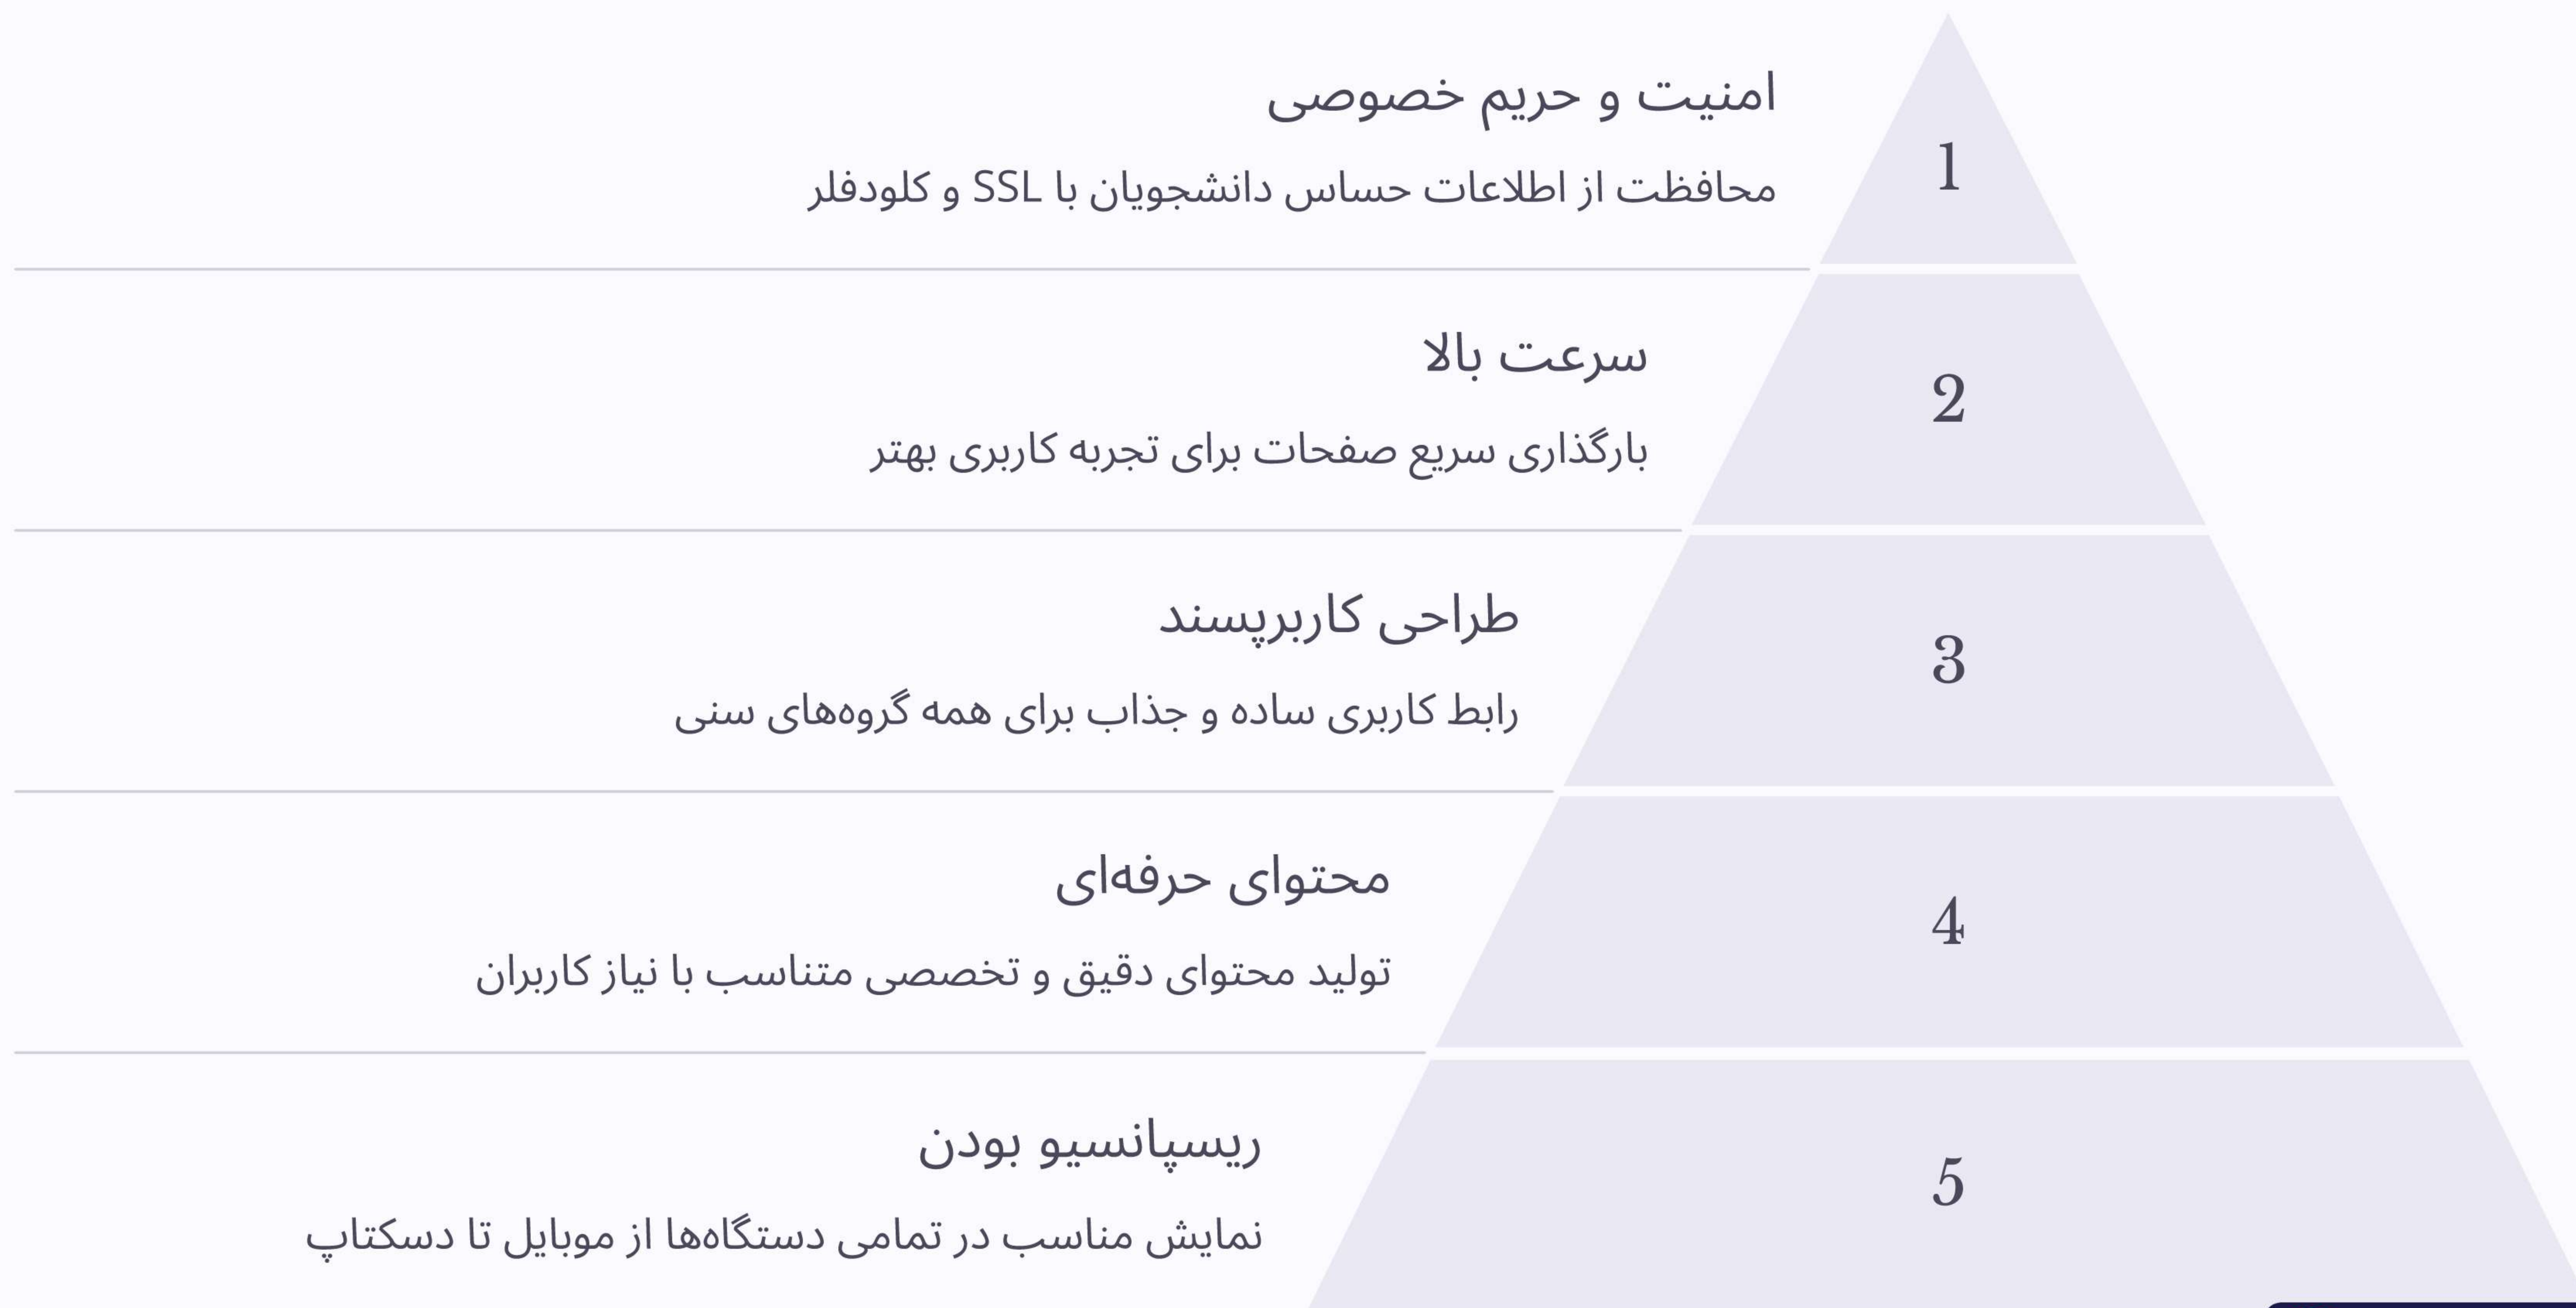 امنیت و حریم خصوصی
محافظت از اطلاعات حساس دانشجویان با SSL و کلودفلر
1
سرعت بالا
بارگذاری سریع صفحات برای تجربه کاربری بهتر
2
طراحی کاربرپسند
رابط کاربری ساده و جذاب برای همه گروه‌های سنی
3
محتوای حرفه‌ای
تولید محتوای دقیق و تخصصی متناسب با نیاز کاربران
4
ریسپانسیو بودن
نمایش مناسب در تمامی دستگاه‌ها از موبایل تا دسکتاپ
5